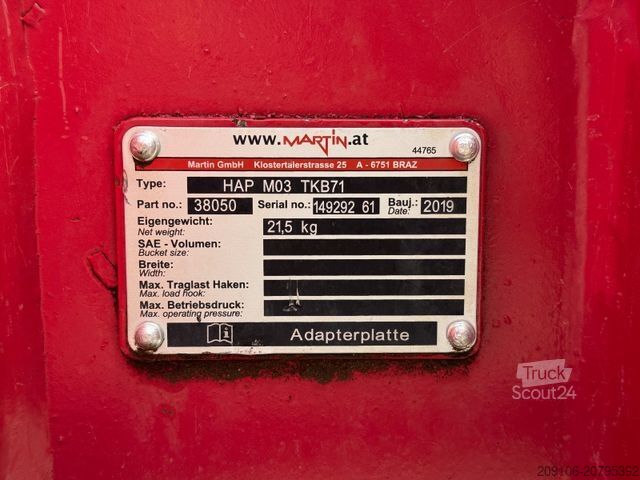 www.MARTIN.at
44765
Martin GmbH Klostertalerstrasse 25 A - 6751 BRAZ
Type: HAP M03 TKB71
Part no.: 38050 Serial no.: 149292 61 Bauj.: 2019
Date:
Eigengewicht: 21,5 kg
Net weight:
SAE - Volumen:
Bucket size:
Breite:
Width:
Max. Traglast Haken:
Max. load hook:
Max. Betriebsdruck:
Max. operating pressure:
Adapterplatte
Truck
Scout24
209106-20795392